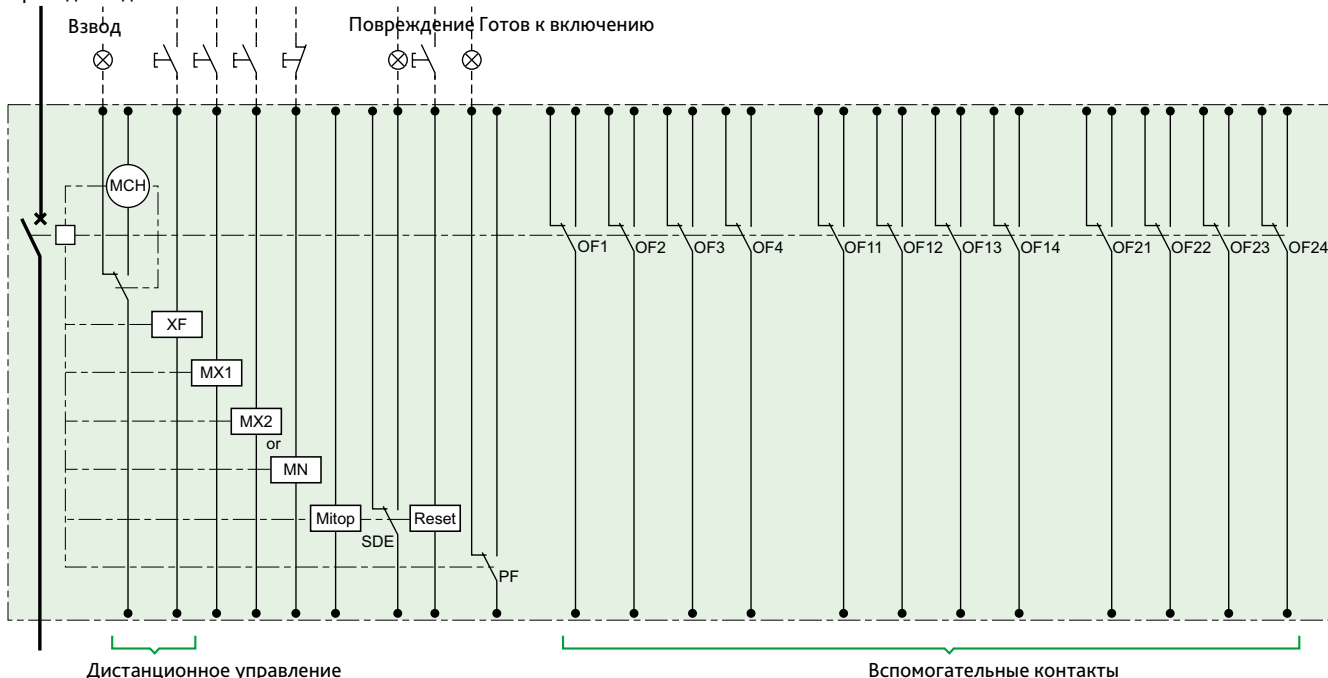 Взвод
Повреждение Готов к включению
MCH
OF1
OF2
OF3
OF4
OF11
OF12
OF13
OF14
OF21
OF22
OF23
OF24
XF
MX1
MX2
or
MN
Mitop
Reset
SDE
PF
Дистанционное управление
Вспомогательные контакты